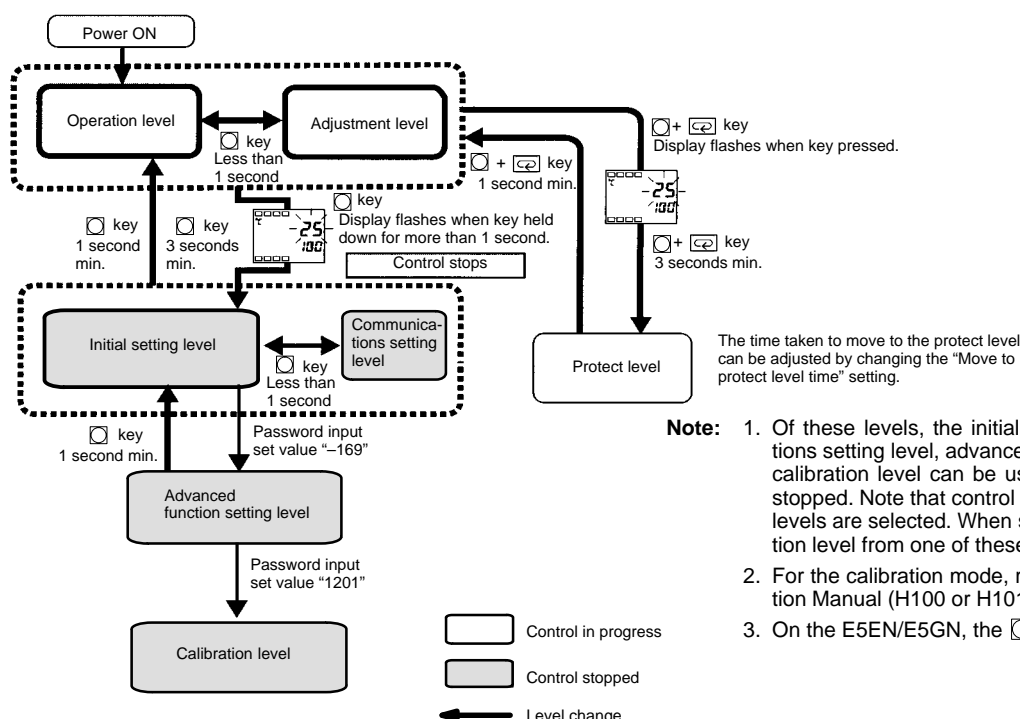 Power ON
Operation level
Adjustment level
key
Less than
1 second
+ key
Display flashes when key pressed.
+ key
1 second min.
25
100
+ key
3 seconds min.
key
1 second
min.
key
3 seconds
min.
25
100
key
Display flashes when key held
down for more than 1 second.
Control stops
Initial setting level
Communica-
tions setting
level
key
Less than
1 second
Protect level
The time taken to move to the protect level
can be adjusted by changing the “Move to
protect level time” setting.
key
1 second min.
Password input
set value “–169”
Advanced
function setting level
Password input
set value “1201”
Calibration level
Note: 1. Of these levels, the initial
tions setting level, advance
calibration level can be us
stopped. Note that control
levels are selected. When s
tion level from one of these
2. For the calibration mode, r
tion Manual (H100 or H101
3. On the E5EN/E5GN, the
Control in progress
Control stopped
Level change